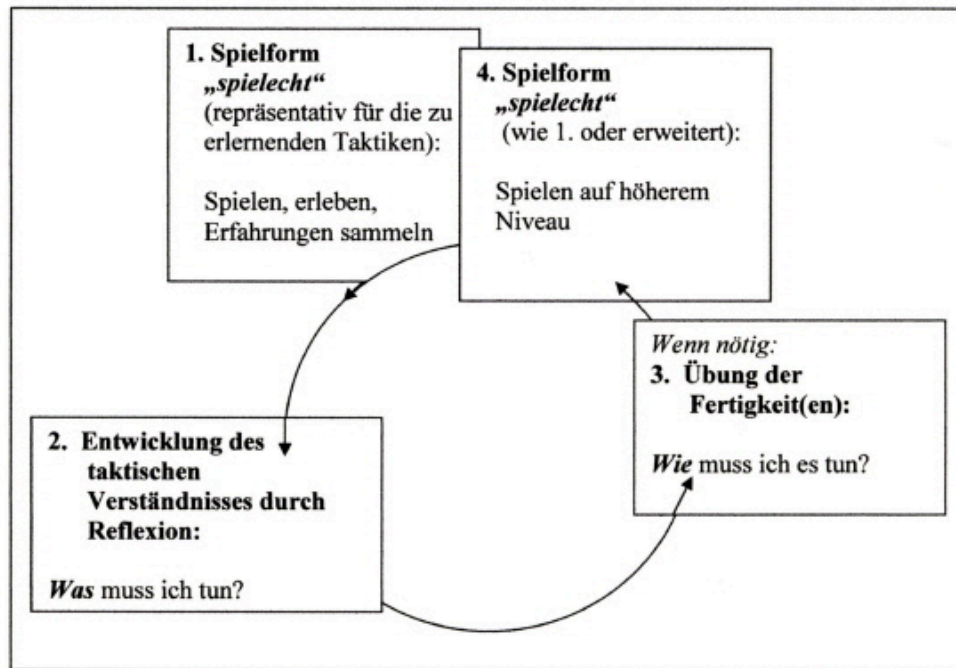 1. Spielform
„spielecht“
(repräsentativ für die zu
erlernenden Taktiken):
Spielen, erleben,
Erfahrungen sammeln
4. Spielform
„spielecht“
(wie 1. oder erweitert):
Spielen auf höherem
Niveau
Wenn nötig:
3. Übung der
Fertigkeit(en):
Wie muss ich es tun?
2. Entwicklung des
taktischen
Verständnisses durch
Reflexion:
Was muss ich tun?